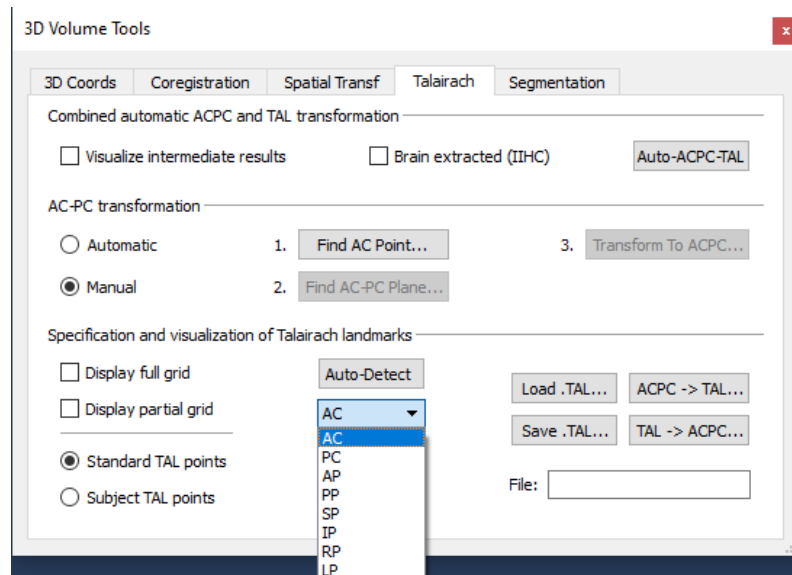 3D Volume Tools
x
3D Coords Coregistration Spatial Transf Talairach Segmentation
Combined automatic ACPC and TAL transformation
Visualize intermediate results Brain extracted (IIHC) Auto-ACPC-TAL
AC-PC transformation
Automatic 1. Find AC Point... 3. Transform To ACPC...
Manual 2. Find AC-PC Plane...
Specification and visualization of Talairach landmarks
Display full grid Auto-Detect Load .TAL... ACPC -> TAL...
Display partial grid AC Save .TAL... TAL -> ACPC...
AC
PC
Standard TAL points AP File:
PP
Subject TAL points SP
IP
RP
LP